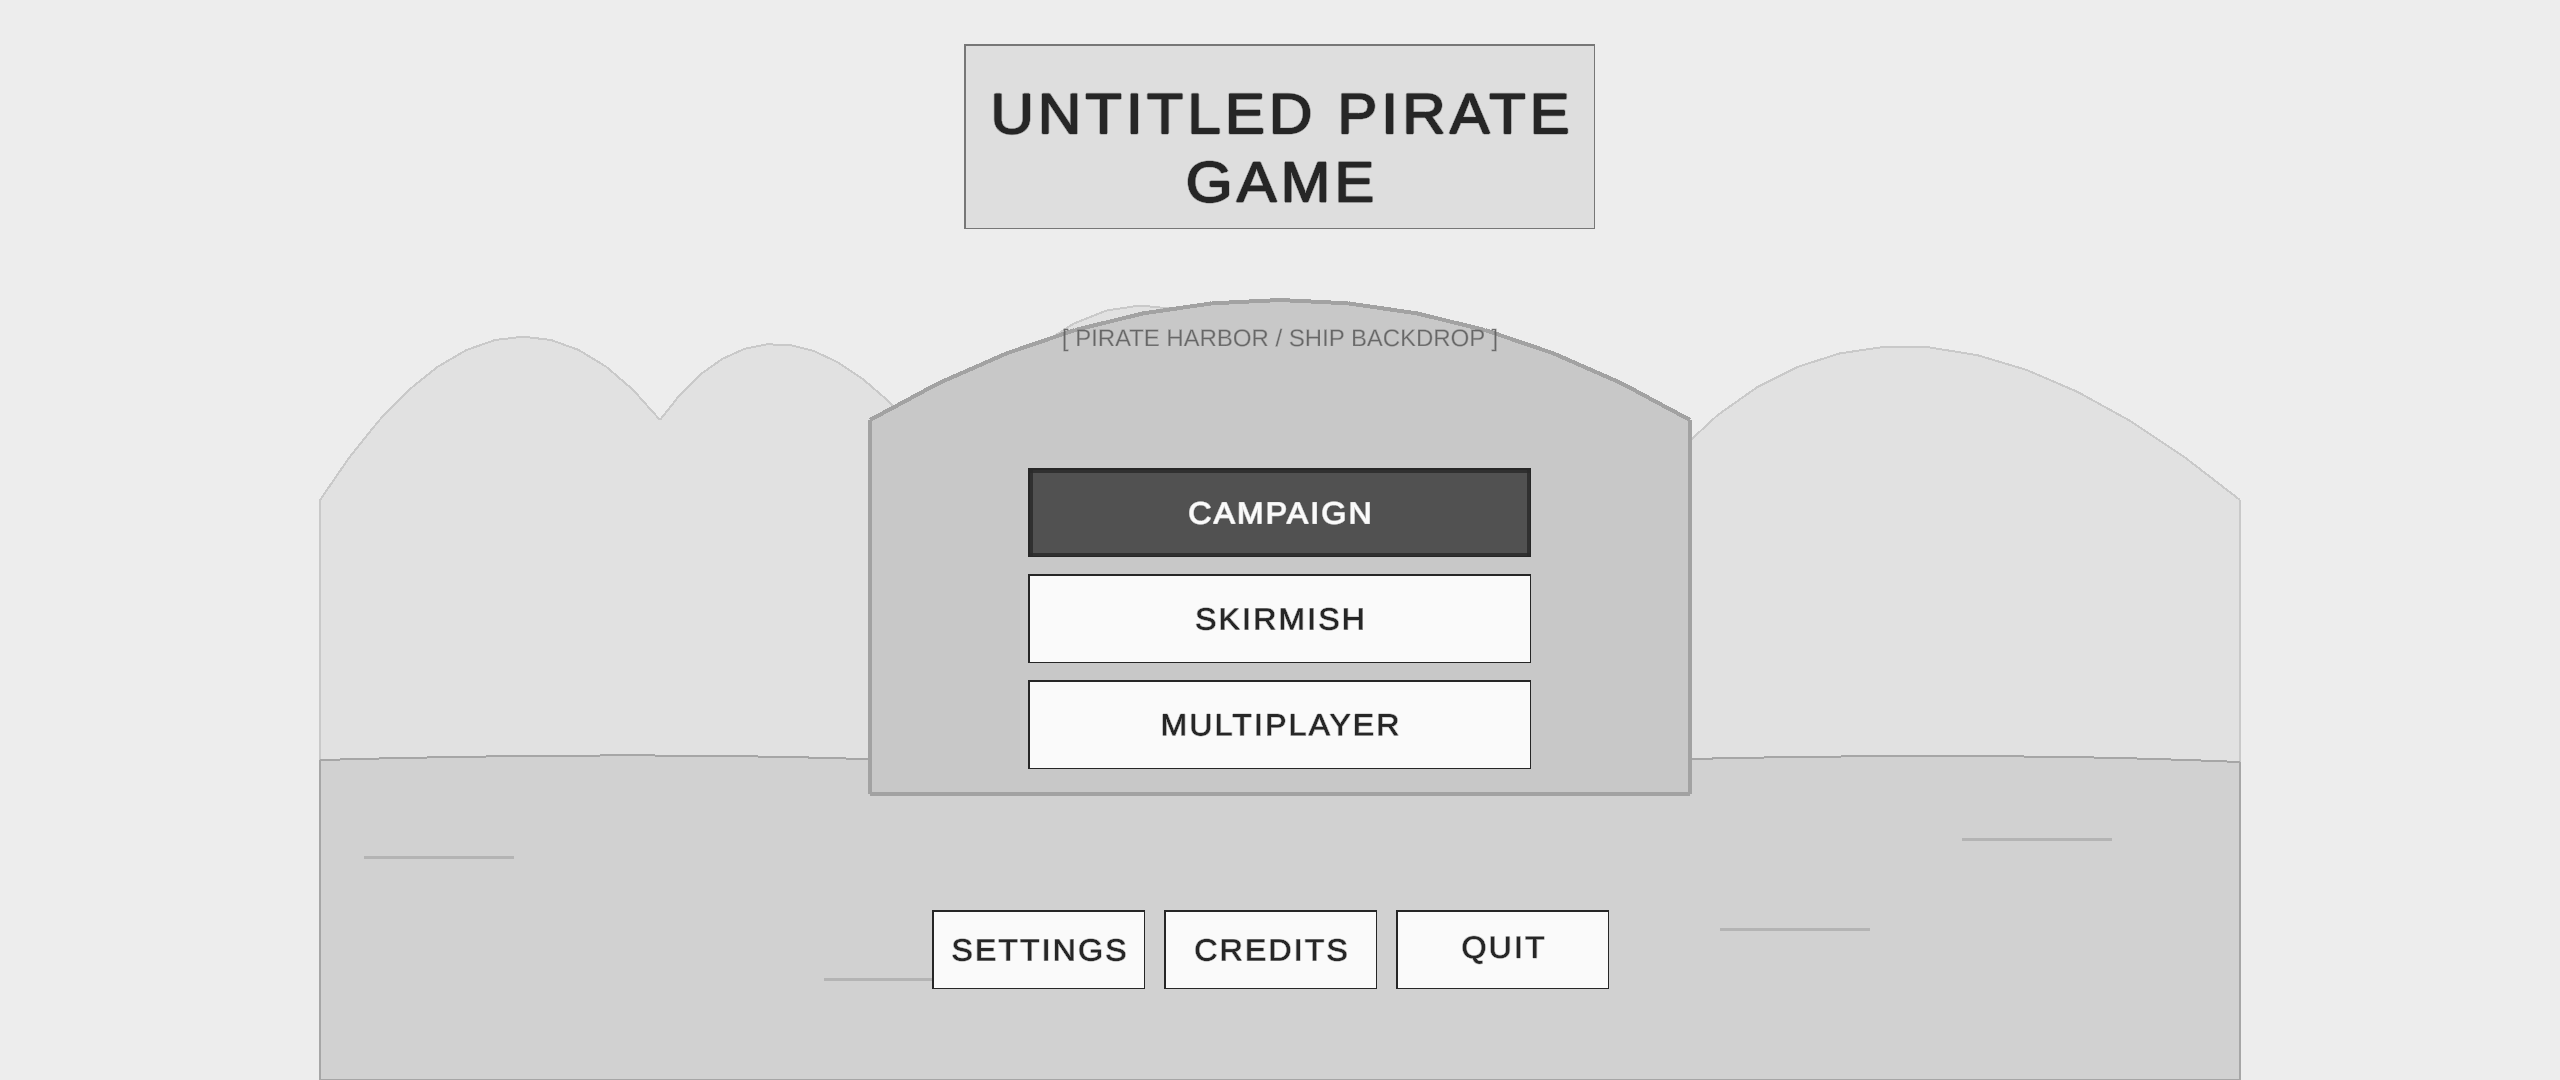 UNTITLED PIRATE
GAME
[ PIRATE HARBOR / SHIP BACKDROP ]
CAMPAIGN
SKIRMISH
MULTIPLAYER
SETTINGS
CREDITS
QUIT